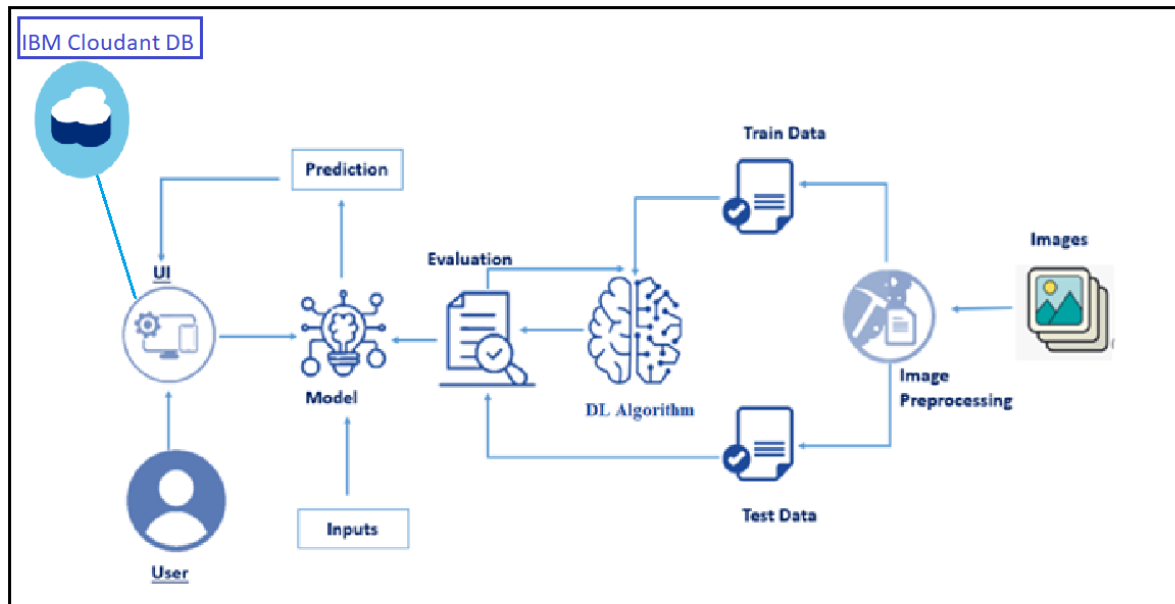 IBM Cloudant DB
Train Data
Prediction
Images
Evaluation
UI
Model
Image
Preprocessing
DL Algorithm
Inputs
Test Data
User